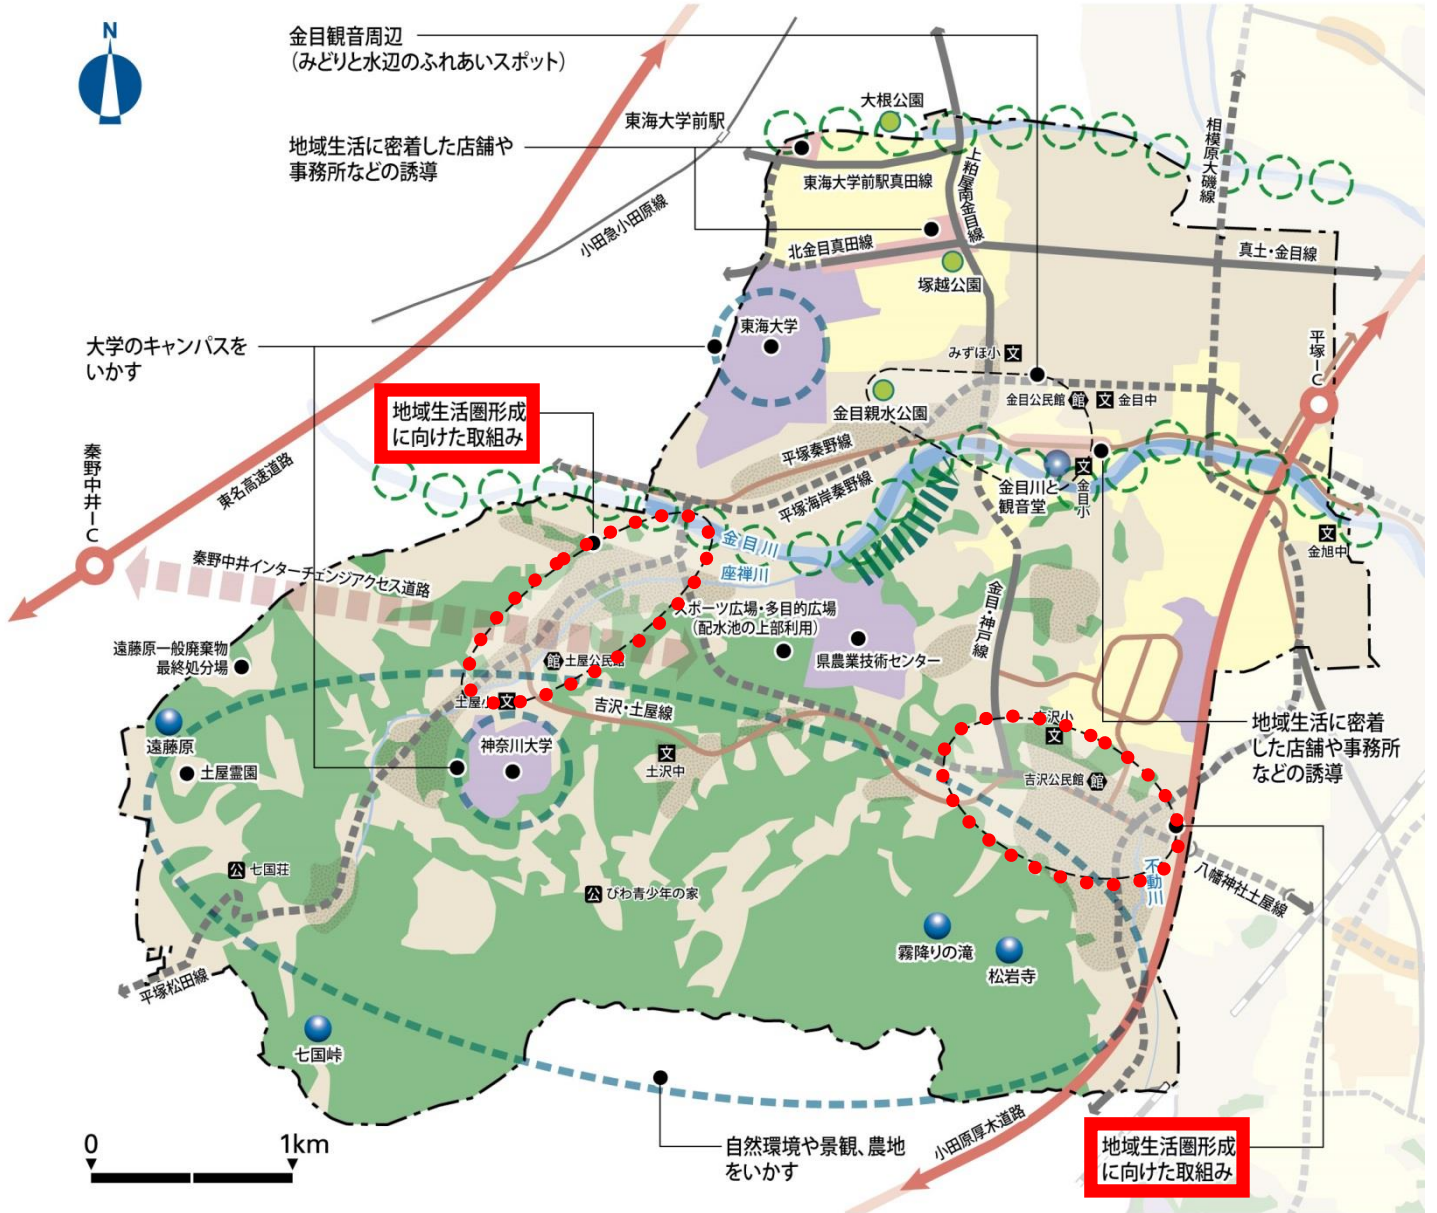 N
金目観音周辺
（みどりと水辺のふれあいスポット）
大根公園
東海大学前駅
地域生活に密着した店舗や
事務所などの誘導
東海大学前駅真田線
上粕屋南金目線
相模原大磯線
小田急小田原線
北金目真田線
真土・金目線
塚越公園
東海大学
大学のキャンパスを
いかす
みずほ小
文
平塚IC
地域生活圏形成
に向けた取組み
金目親水公園
金目公民館
館
文
金目中
秦野中井IC
東名高速道路
平塚秦野線
平塚海岸秦野線
金目川と
観音堂
文
金目小
文
金旭中
金目川
座禅川
秦野中井インターチェンジアクセス道路
スポーツ広場・多目的広場
（配水池の上部利用）
金目・神戸線
遠藤原一般廃棄物
最終処分場
館
土屋公民館
県農業技術センター
土屋小
文
吉沢・土屋線
吉沢小
文
地域生活に密着
した店舗や事務所
などの誘導
遠藤原
神奈川大学
文
土沢中
土屋霊園
吉沢公民館
館
公
七国荘
公
びわ青少年の家
不動川
八幡神社土屋線
霧降りの滝
松岩寺
平塚松田線
七国峠
小田原厚木道路
自然環境や景観、農地
をいかす
地域生活圏形成
に向けた取組み
0
1km